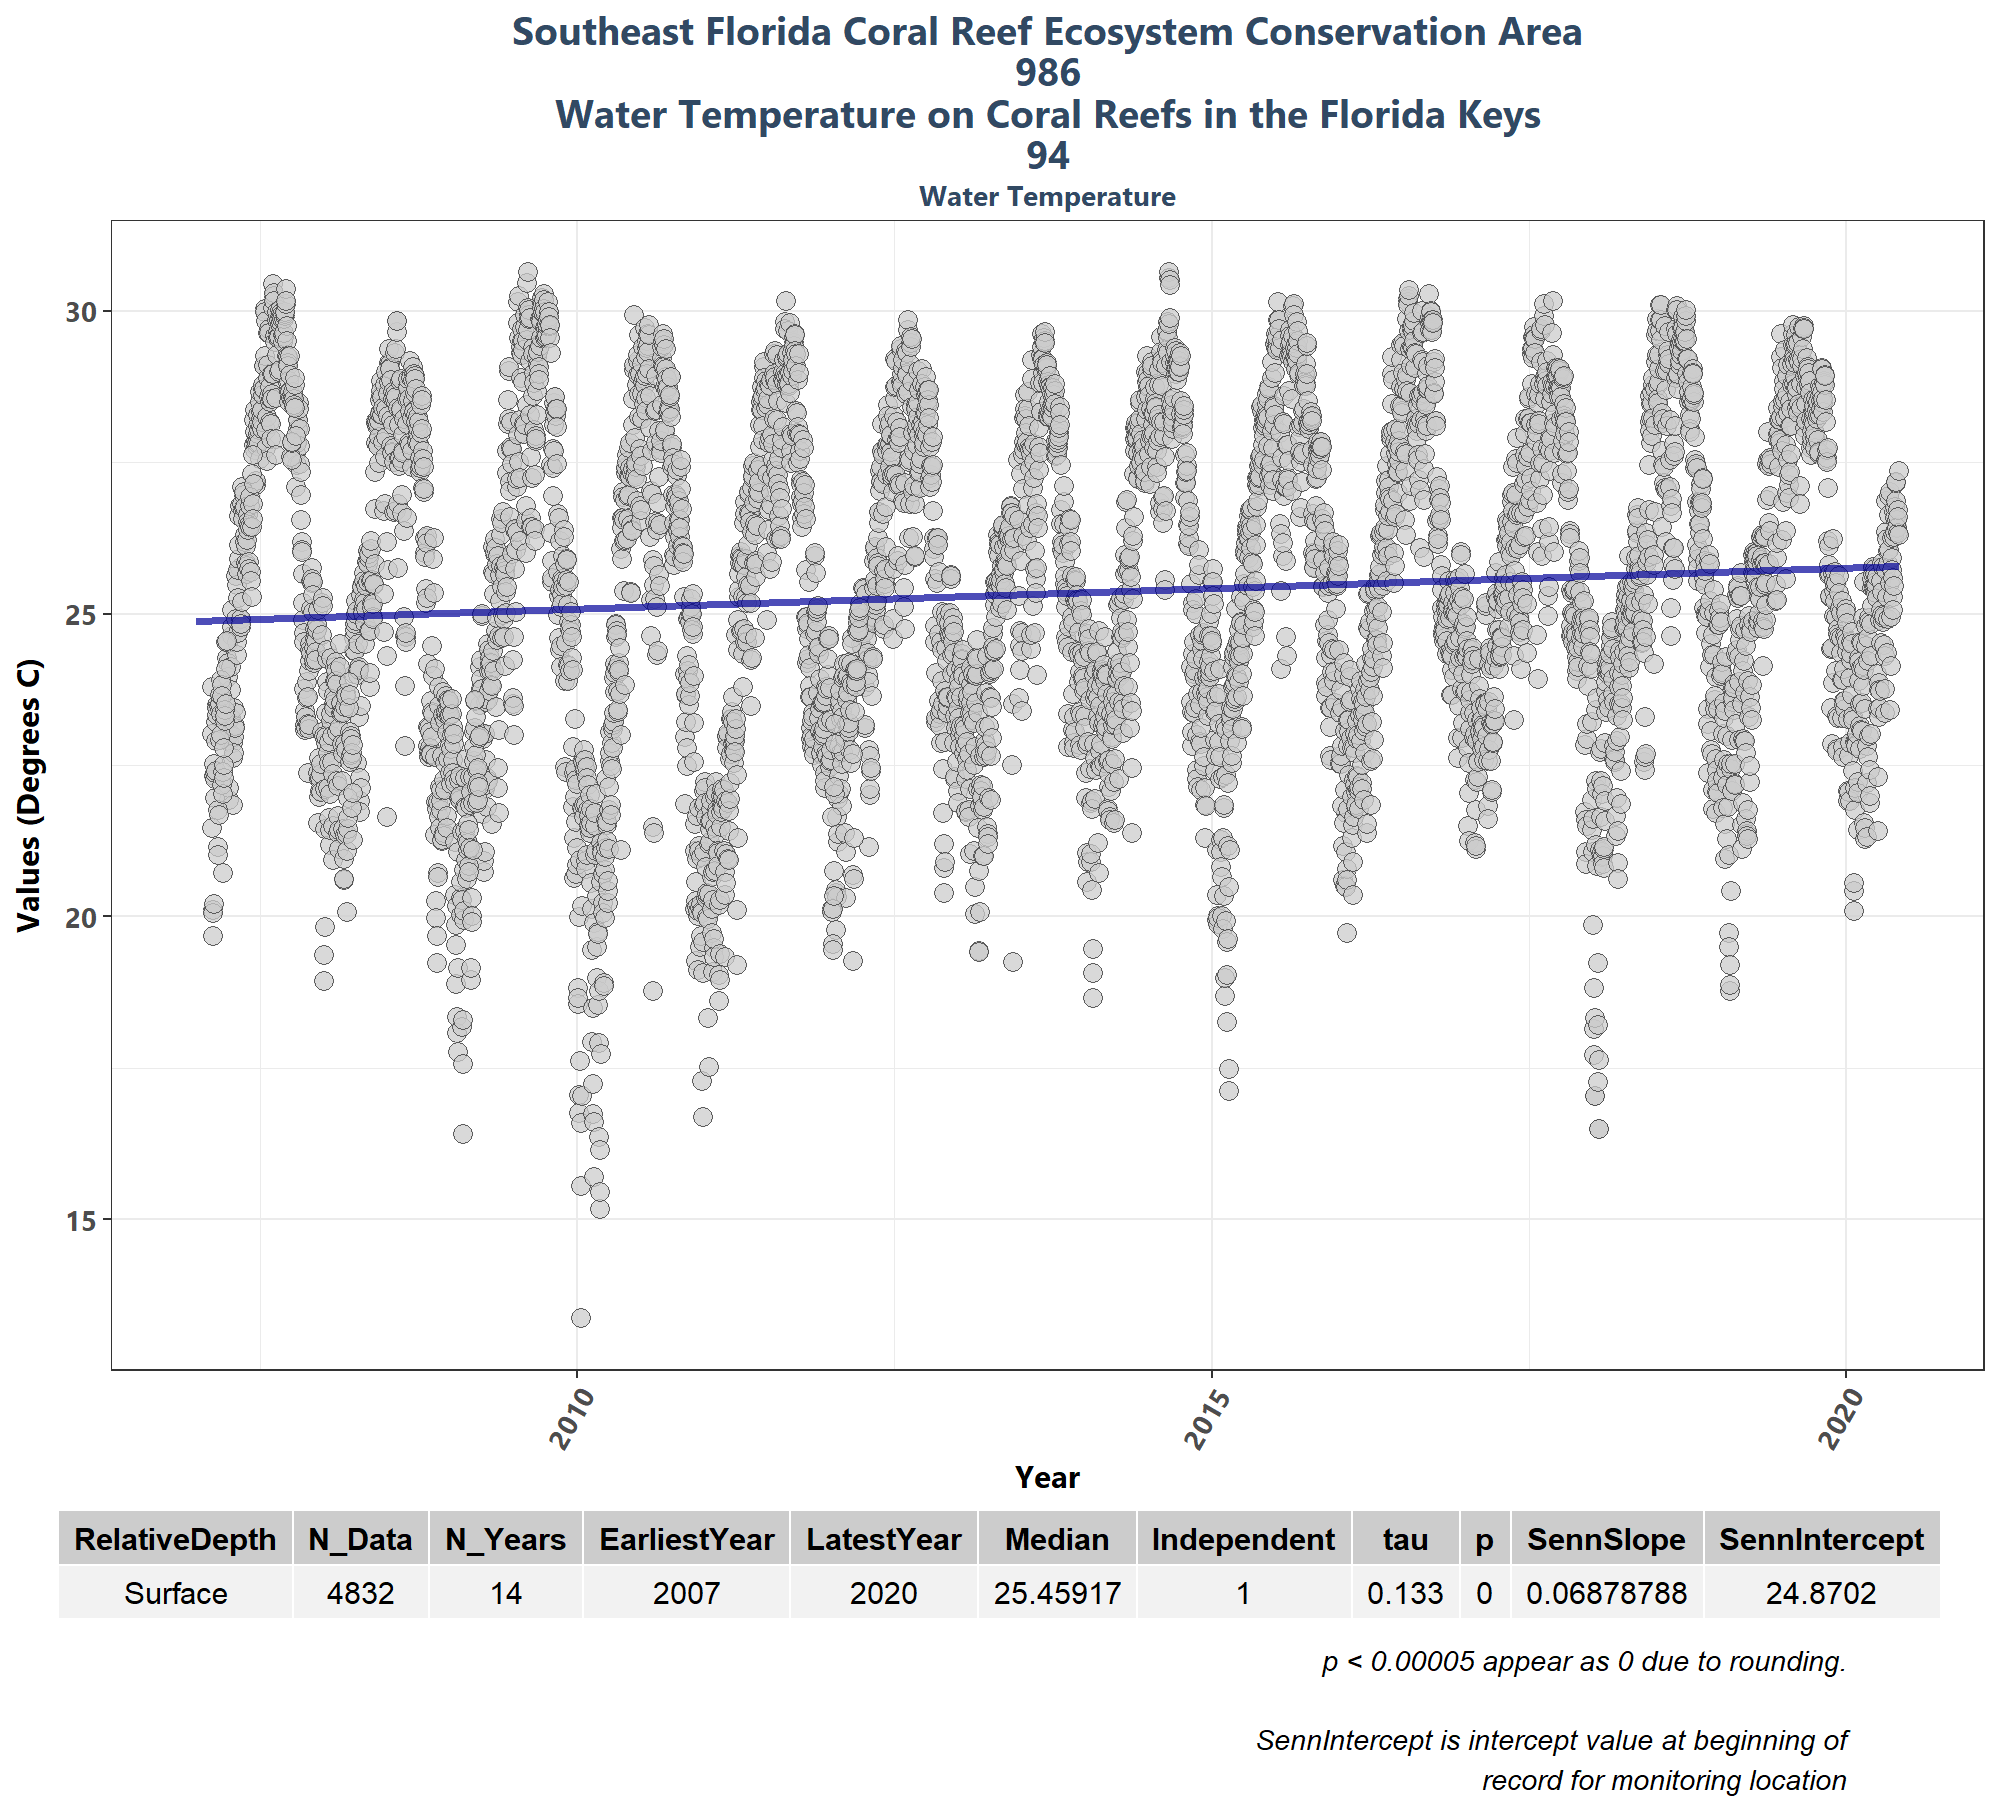 Southeast Florida Coral Reef Ecosystem Conservation Area
986
Water Temperature on Coral Reefs in the Florida Keys
94
Water Temperature
30
25
20
15
Values (Degrees C)
2010
2015
2020
Year
RelativeDepth N_Data N_Years EarliestYear LatestYear Median Independent tau p SennSlope SennIntercept
Surface 4832 14 2007 2020 25.45917 1 0.133 0 0.06878788 24.8702
p < 0.00005 appear as 0 due to rounding.
SennIntercept is intercept value at beginning of
record for monitoring location